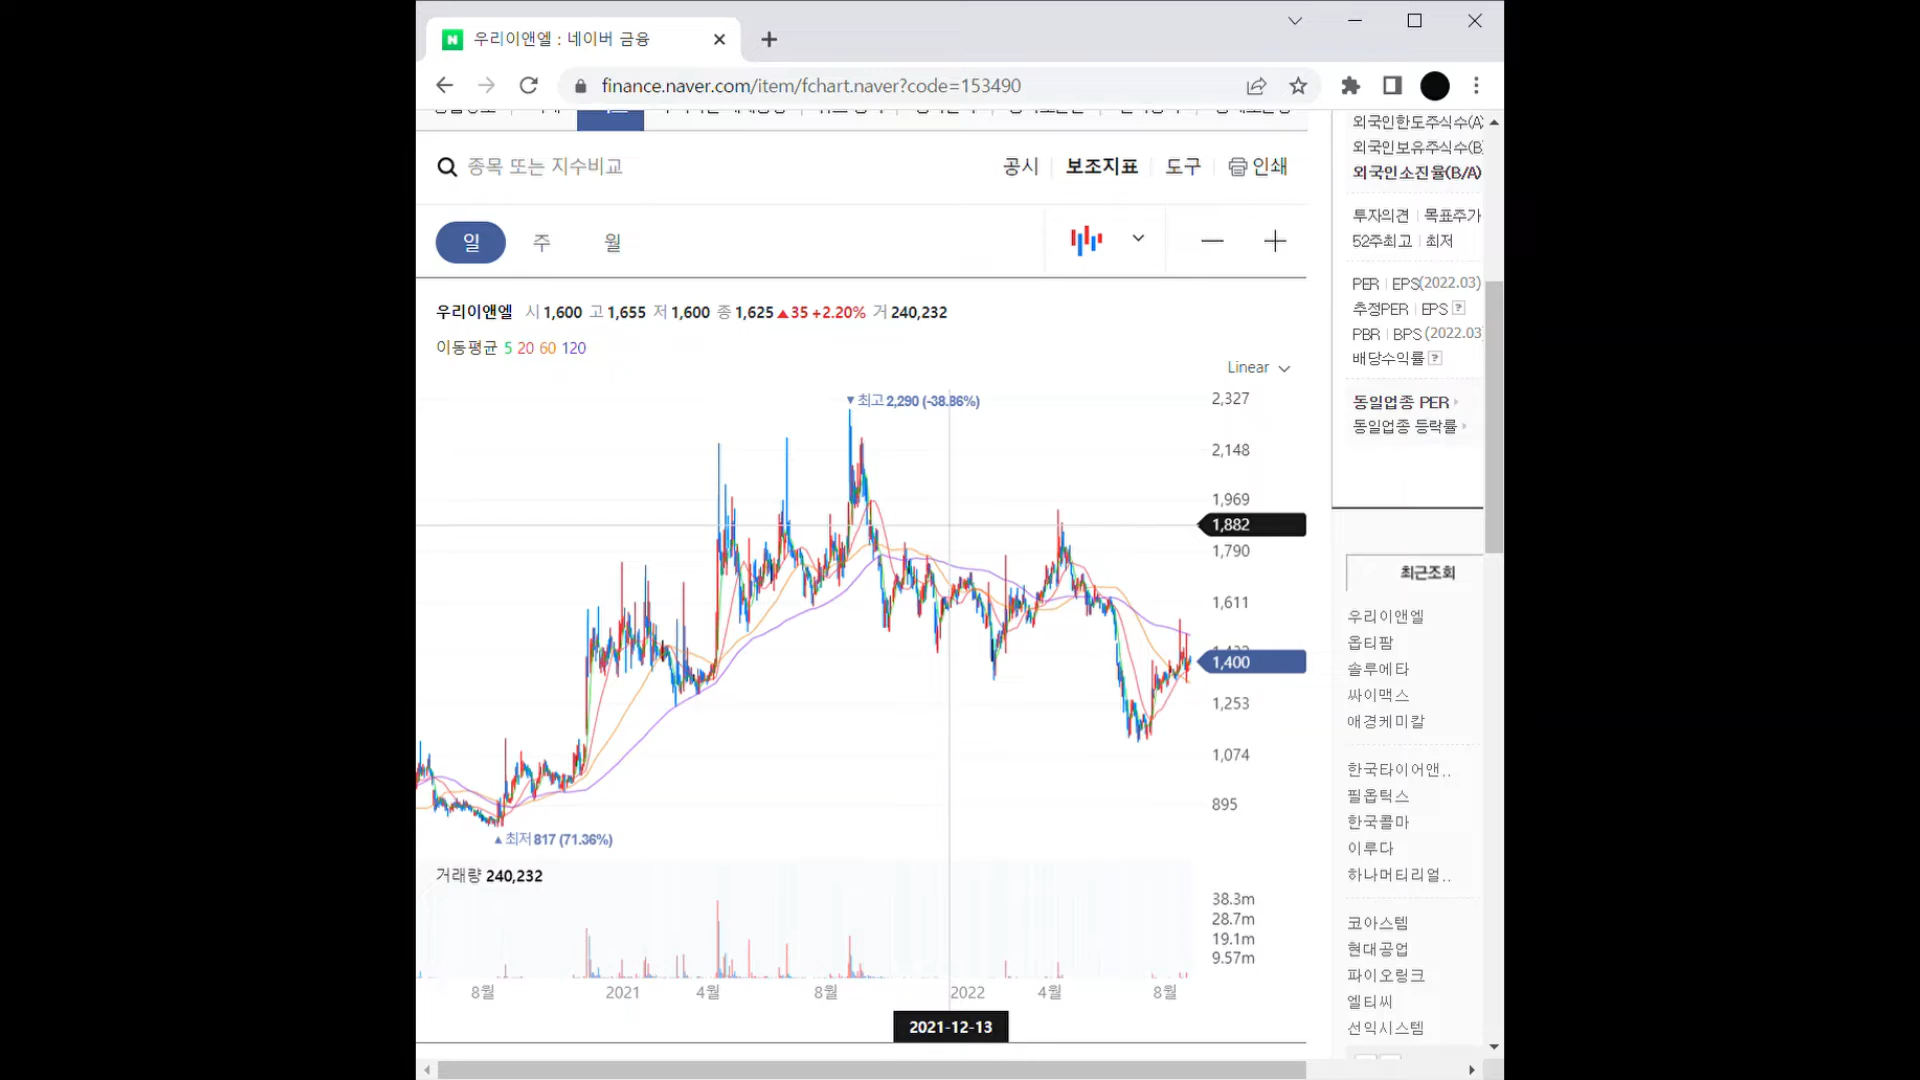 우리이앤엘 : 네이버 금융
finance.naver.com/item/fchart.naver?code=153490
종목 또는 지수비교
공시 보조지표 도구 인쇄
일 주 월
우리이앤엘 시 1,600 고 1,655 저 1,600 종 1,625 ▲35 +2.20% 거 240,232
이동평균 5 20 60 120
Linear
▼최고 2,290 (-38.86%)
2,327
2,148
1,969
1,882
1,790
1,611
1,400
1,253
1,074
895
▲최저 817 (71.36%)
거래량 240,232
38.3m
28.7m
19.1m
9.57m
8월 2021 4월 8월 2022 4월 8월
2021-12-13
외국인한도주식수(A)
외국인보유주식수(B)
외국인소진율(B/A)
투자의견 | 목표주가
52주최고 | 최저
PER | EPS(2022.03)
추정PER | EPS ?
PBR | BPS (2022.03)
배당수익률 ?
동일업종 PER
동일업종 등락률
최근조회
우리이앤엘
옵티팜
솔루에타
싸이맥스
애경케미칼
한국타이어앤..
필옵틱스
한국콜마
이루다
하나머티리얼..
코아스템
현대공업
파이오링크
엘티씨
선익시스템